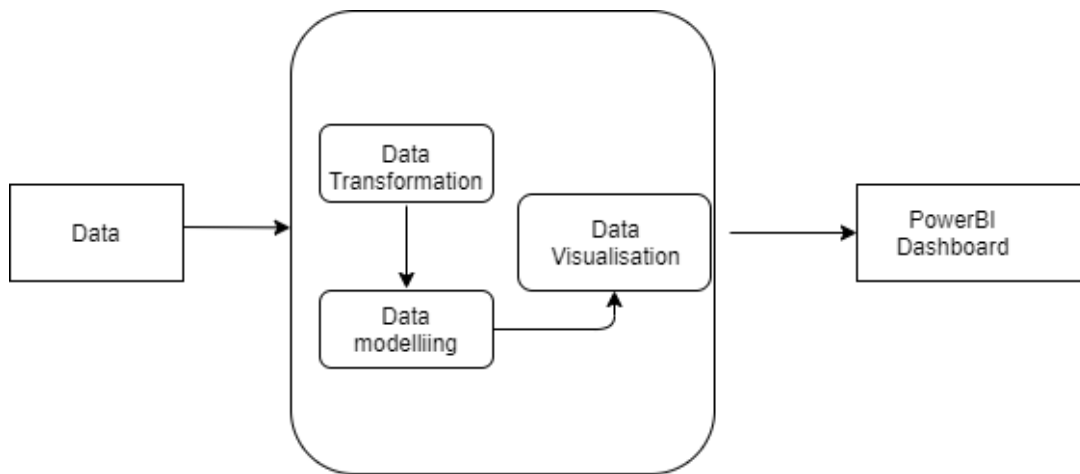 Data
Data
Transformation
Data
modelliing
Data
Visualisation
PowerBI
Dashboard